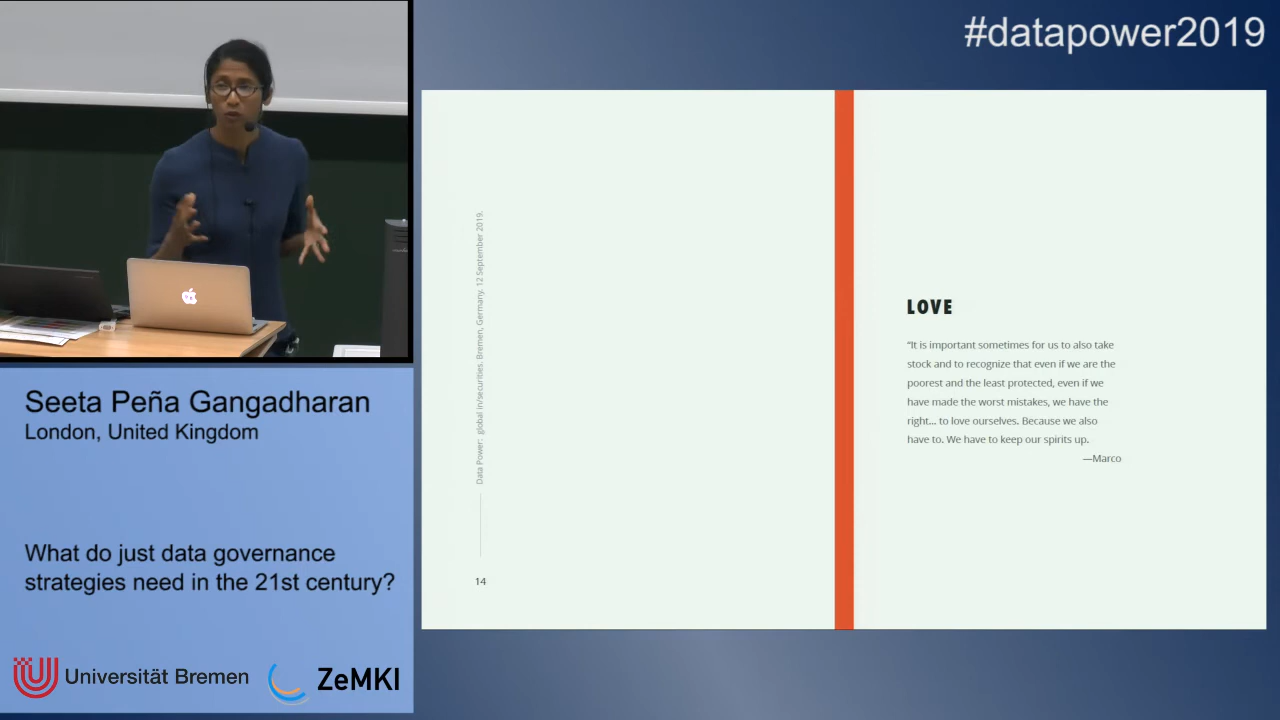 #datapower2019
Data Power: global in/securities. Bremen, Germany. 12 September 2019.
14
LOVE
"It is important sometimes for us to also take
stock and to recognize that even if we are the
poorest and the least protected, even if we
have made the worst mistakes, we have the
right... to love ourselves. Because we also
have to. We have to keep our spirits up.
—Marco
Seeta Peña Gangadharan
London, United Kingdom
What do just data governance
strategies need in the 21st century?
Universität Bremen
ZeMKI